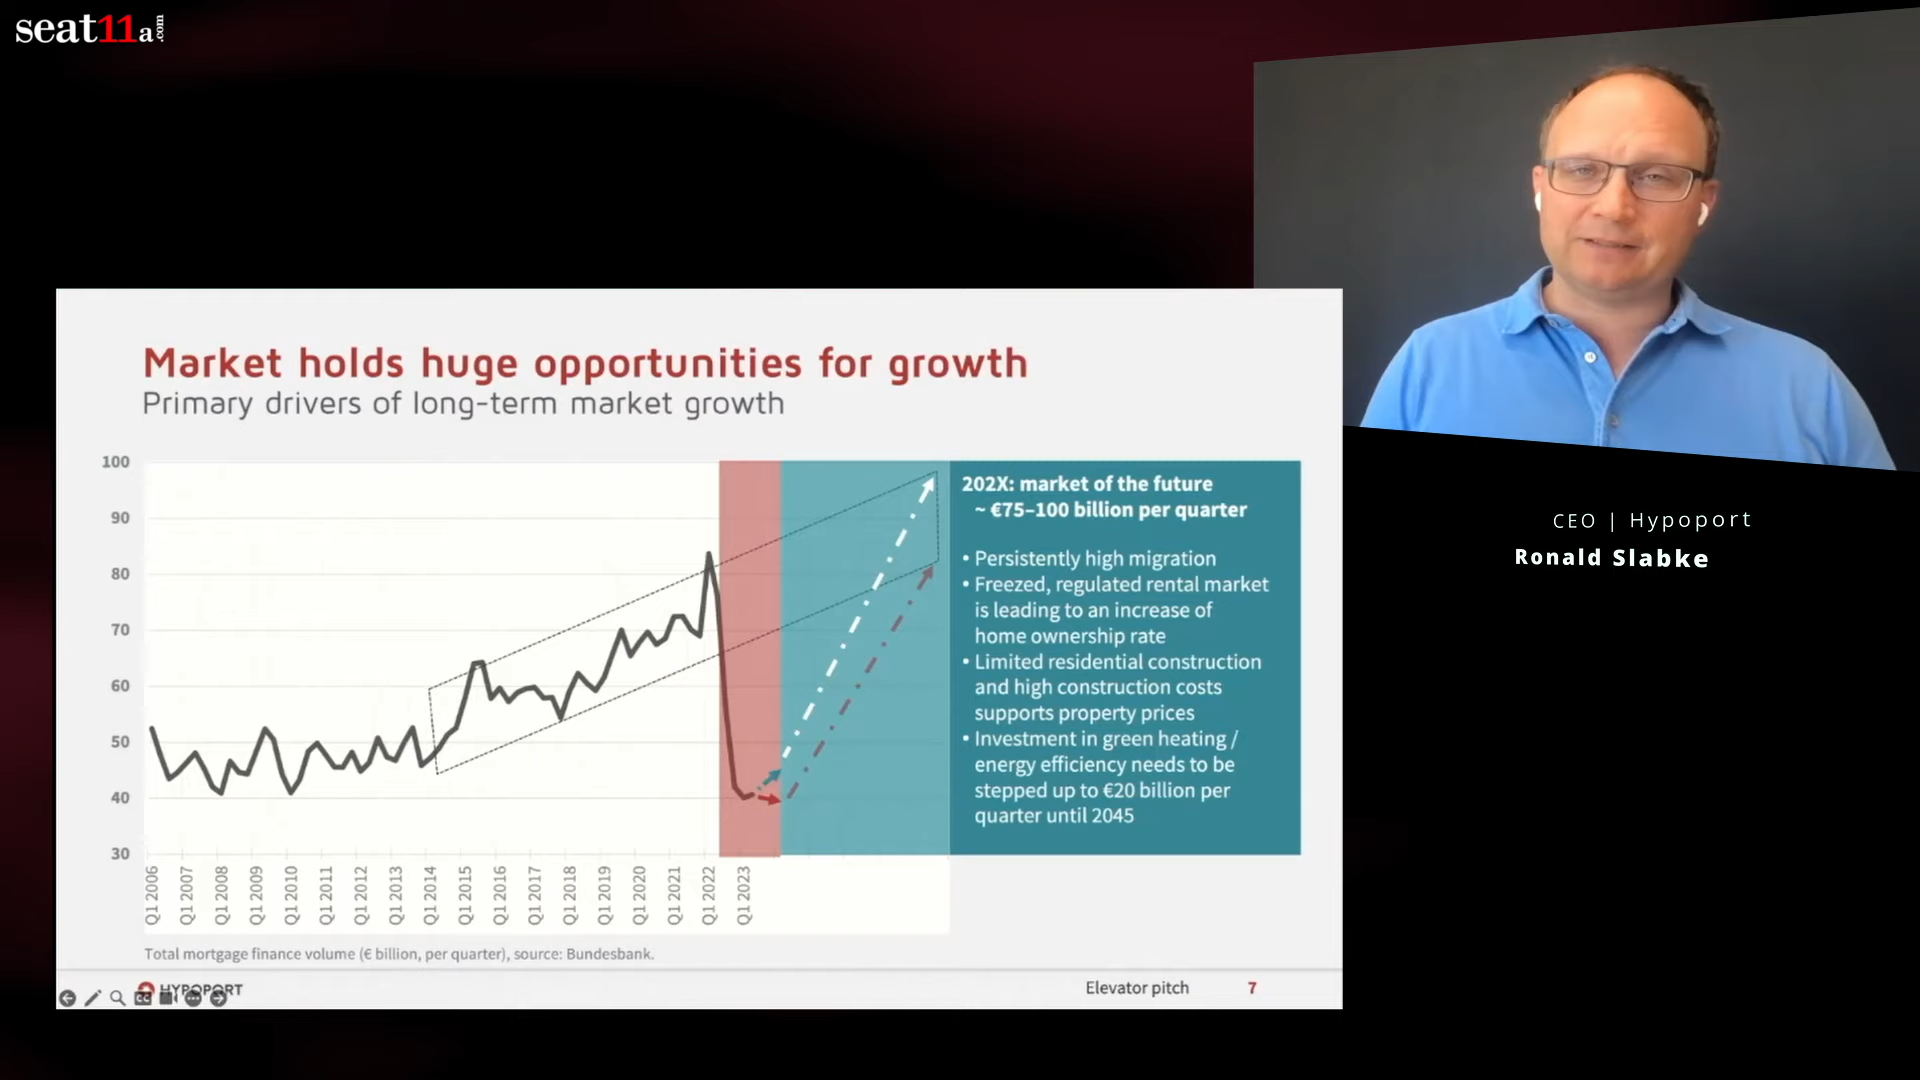 seat11a.com
Market holds huge opportunities for growth
Primary drivers of long-term market growth
100
90
80
70
60
50
40
30
Q1 2006
Q1 2007
Q1 2008
Q1 2009
Q1 2010
Q1 2011
Q1 2012
Q1 2013
Q1 2014
Q1 2015
Q1 2016
Q1 2017
Q1 2018
Q1 2019
Q1 2020
Q1 2021
Q1 2022
Q1 2023
202X: market of the future
~ €75–100 billion per quarter
• Persistently high migration
• Freezed, regulated rental market
is leading to an increase of
home ownership rate
• Limited residential construction
and high construction costs
supports property prices
• Investment in green heating /
energy efficiency needs to be
stepped up to €20 billion per
quarter until 2045
Total mortgage finance volume (€ billion, per quarter), source: Bundesbank.
HYPOPORT
Elevator pitch 7
CEO | Hypoport
Ronald Slabke